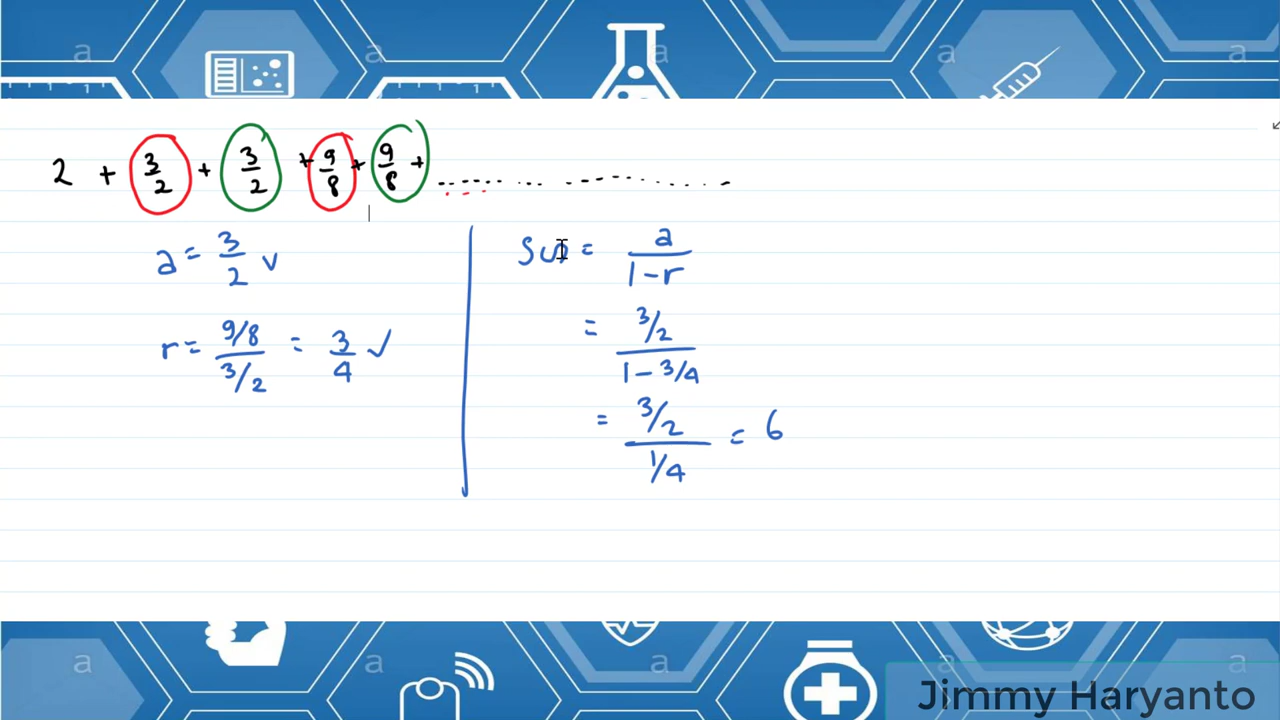 2 + 3/2 + 3/2 + 9/8 + 9/8 + ..............................
a = 3/2 v
r = (9/8)/(3/2) = 3/4 ✓
S∞ = a/(1-r)
= (3/2)/(1 - 3/4)
= (3/2)/(1/4) = 6
Jimmy Haryanto
a a a a a
a a a a